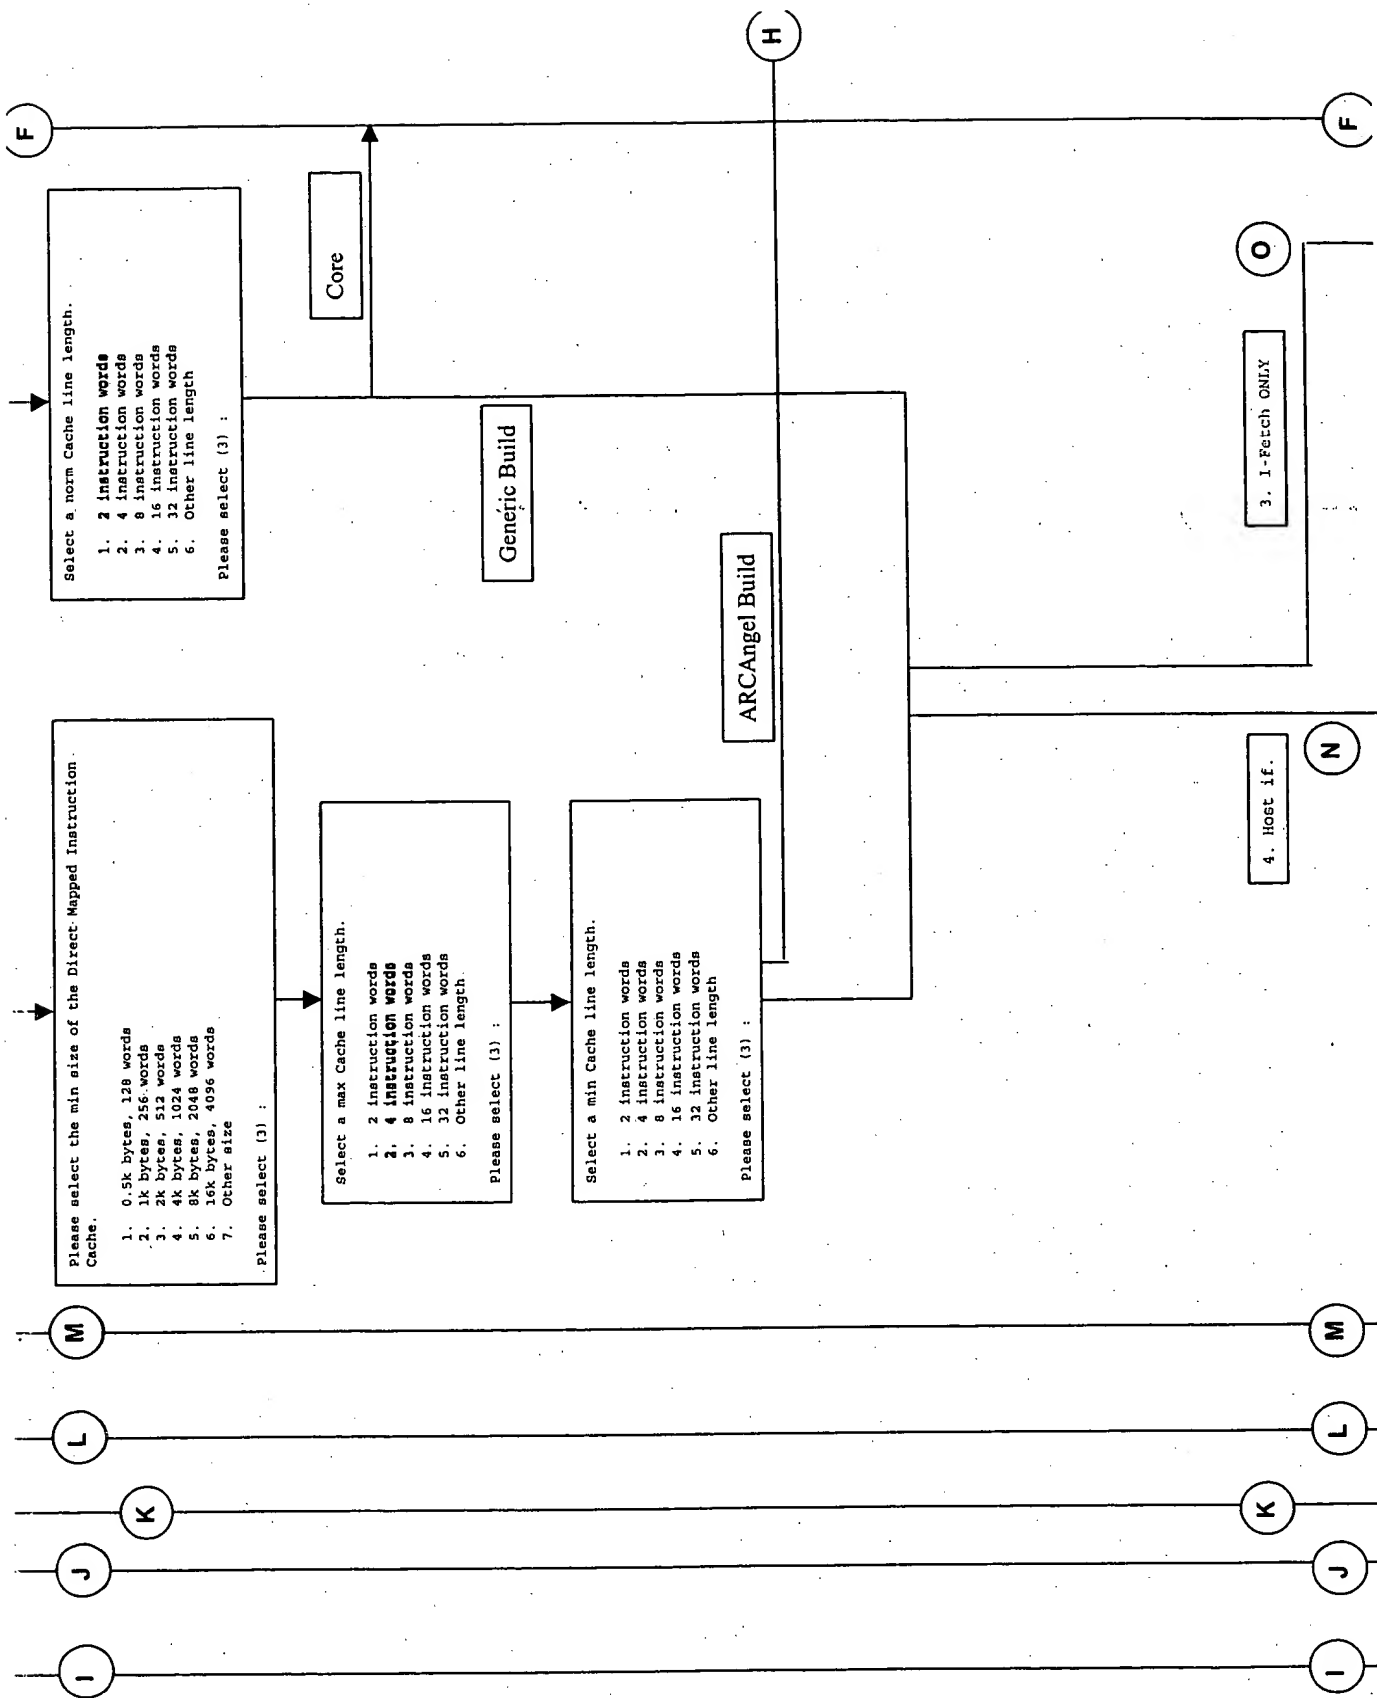 F
Select a norm Cache line length.
1. 2 instruction words
2. 4 instruction words
3. 8 instruction words
4. 16 instruction words
5. 32 instruction words
6. Other line length
Please select (3) :
Core
Generic Build
H
Please select the min size of the Direct-Mapped Instruction
Cache.
1. 0.5k bytes, 128 words
2. 1k bytes, 256 words
3. 2k bytes, 512 words
4. 4k bytes, 1024 words
5. 8k bytes, 2048 words
6. 16k bytes, 4096 words
7. Other size
Please select (3) :
Select a max Cache line length.
1. 2 instruction words
2. 4 instruction words
3. 8 instruction words
4. 16 instruction words
5. 32 instruction words
6. Other line length
Please select (3) :
Select a min Cache line length.
1. 2 instruction words
2. 4 instruction words
3. 8 instruction words
4. 16 instruction words
5. 32 instruction words
6. Other line length
Please select (3) :
ARCAngel Build
3. I-Fetch ONLY
O
F
4. Host if.
N
M
M
L
L
K
K
J
J
I
I